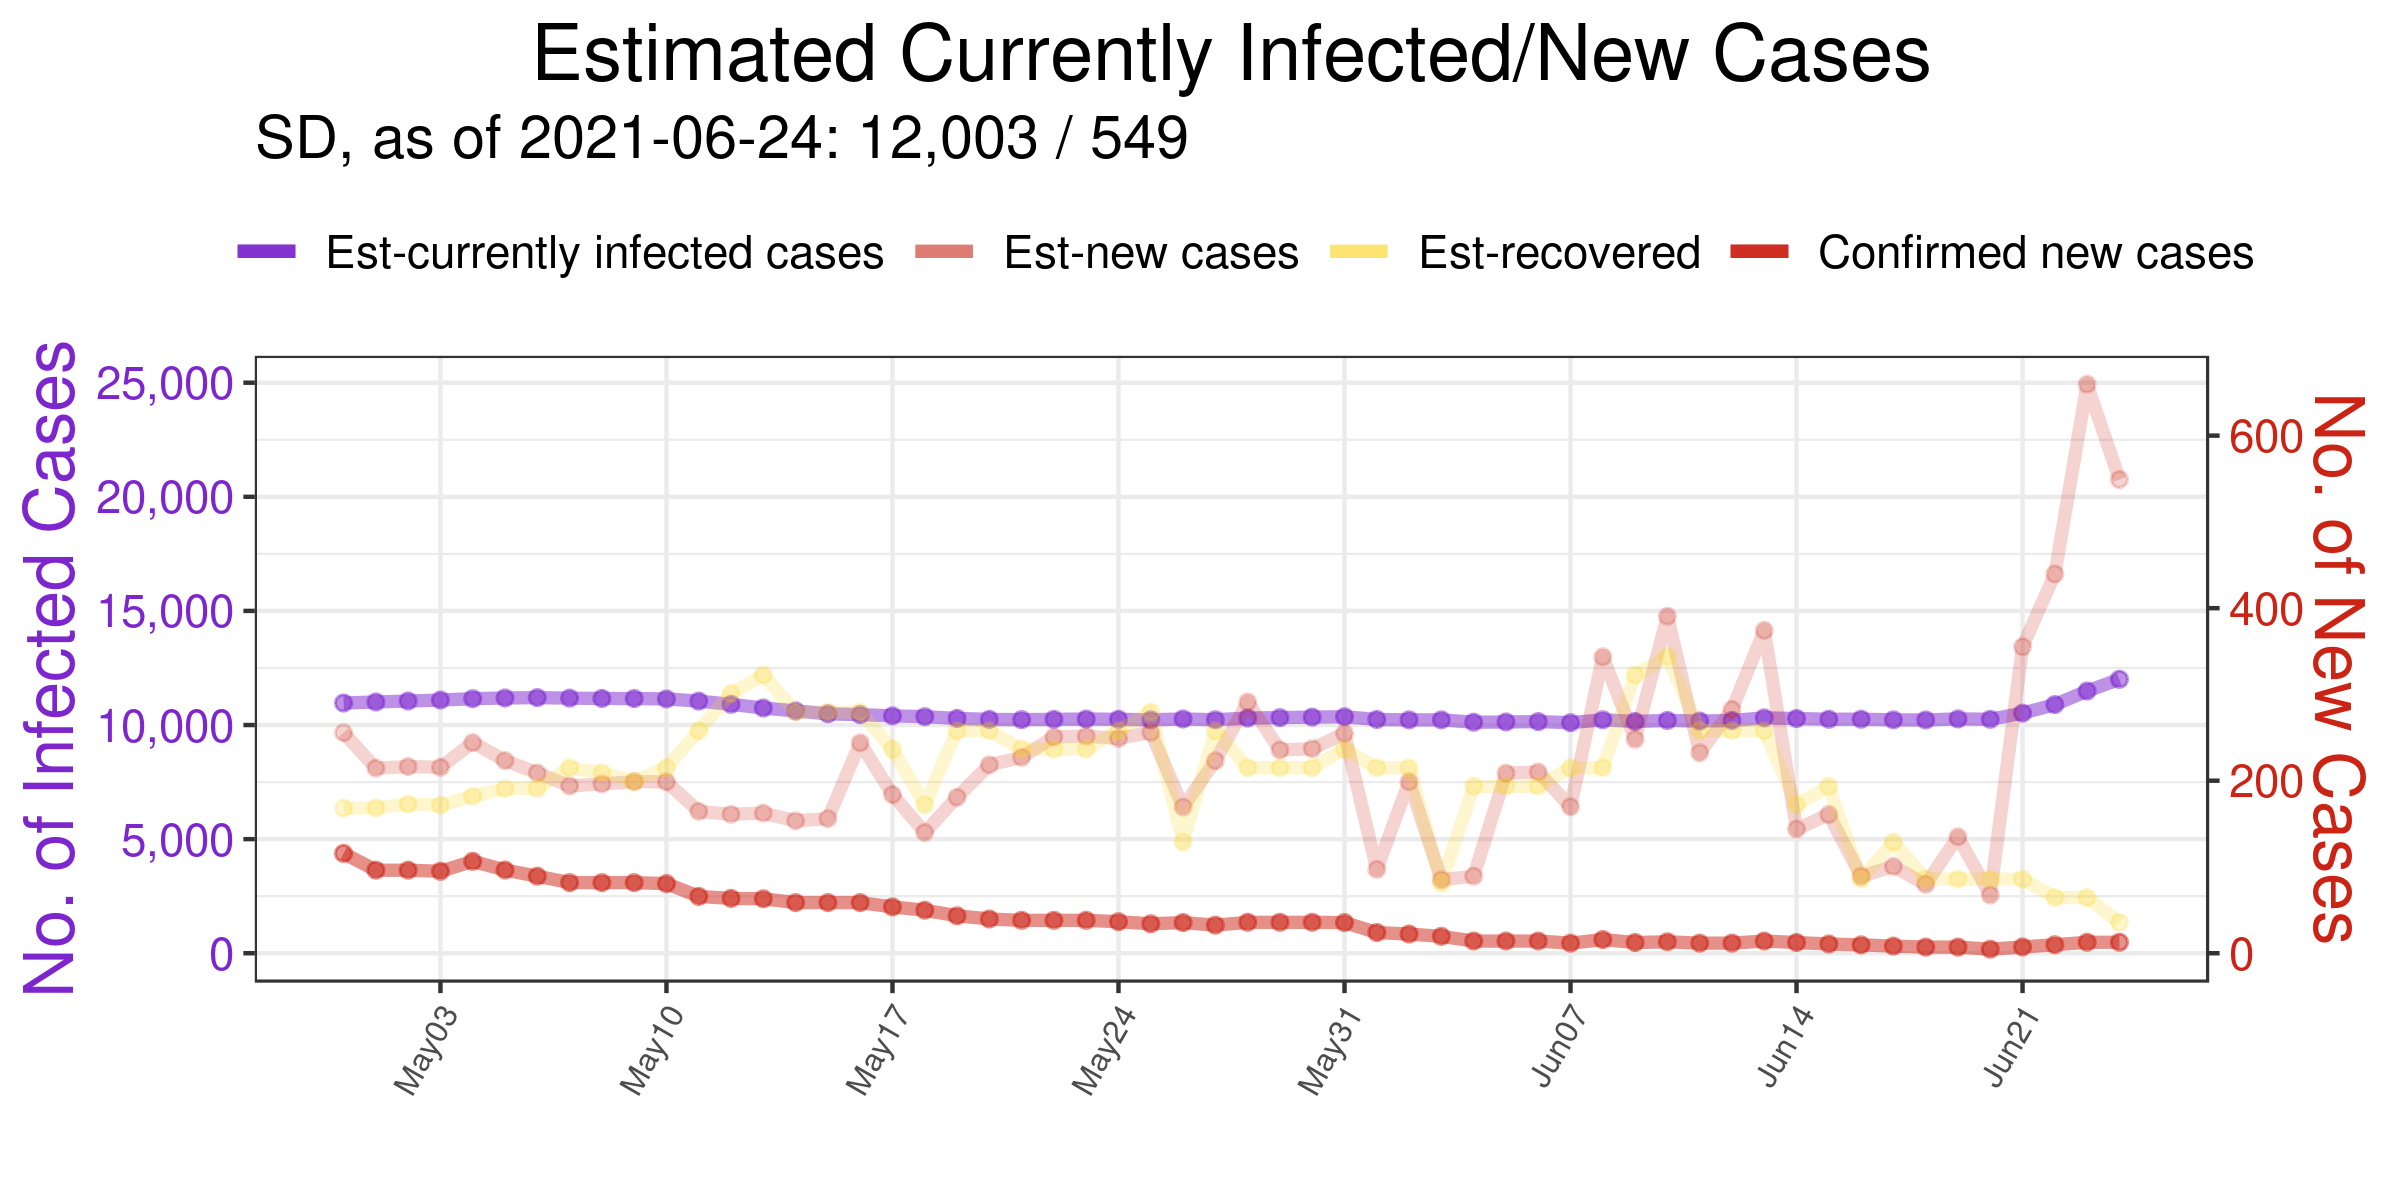 Estimated Currently Infected/New Cases
SD, as of 2021-06-24: 12,003 / 549
Est-currently infected cases
Est-new cases
Est-recovered
Confirmed new cases
No. of Infected Cases
25,000
20,000
15,000
10,000
5,000
0
No. of New Cases
600
400
200
0
May03
May10
May17
May24
May31
Jun07
Jun14
Jun21